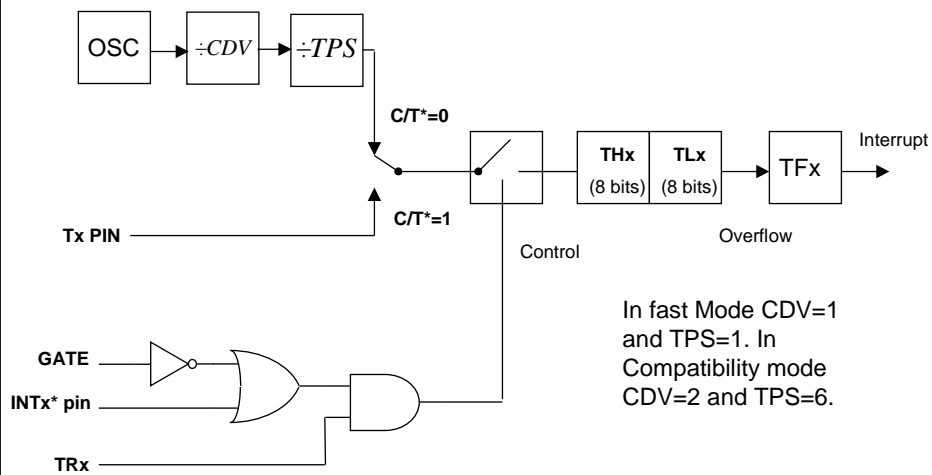 OSC
÷CDV
÷TPS
C/T*=0
Interrupt
THx
(8 bits)
TLx
(8 bits)
TFx
C/T*=1
Tx PIN
Overflow
Control
In fast Mode CDV=1
and TPS=1. In
Compatibility mode
CDV=2 and TPS=6.
GATE
INTx* pin
TRx